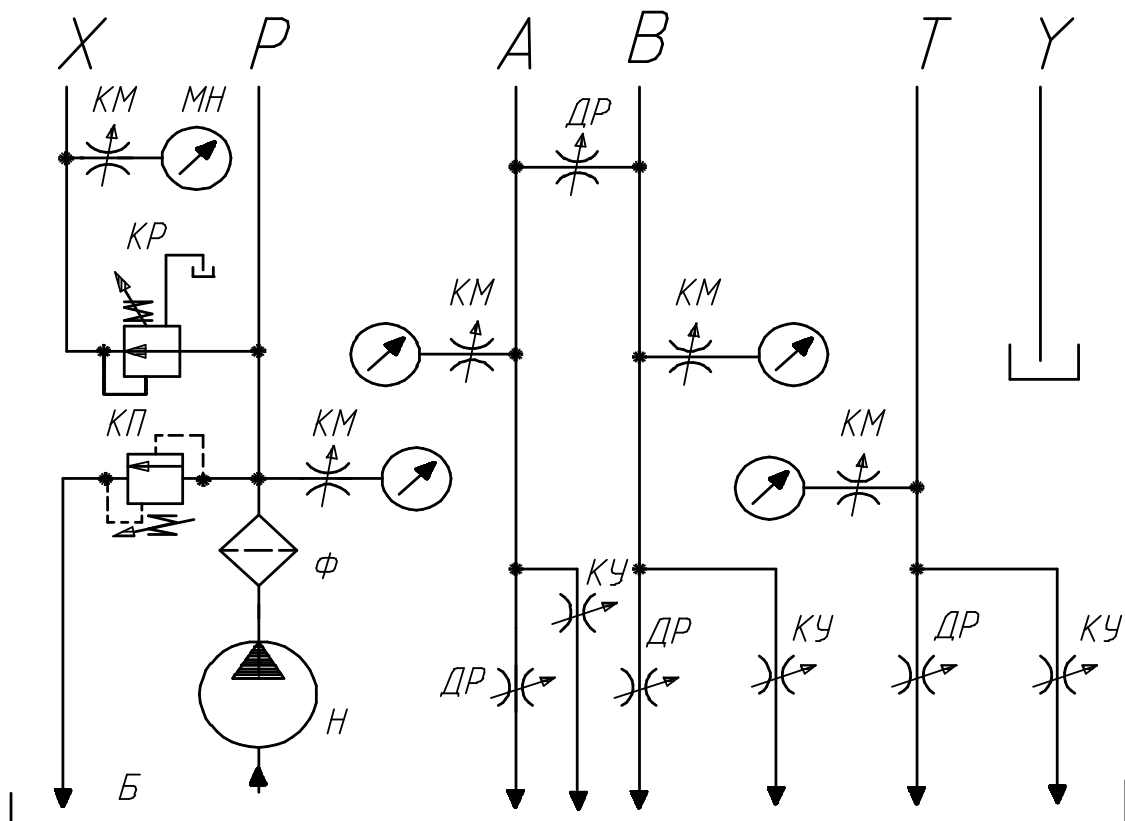 X P A B T Y
КМ МН ДР
КР
КМ КМ
КП КМ КМ
Ф КУ
ДР КУ ДР КУ
ДР
Н
Б